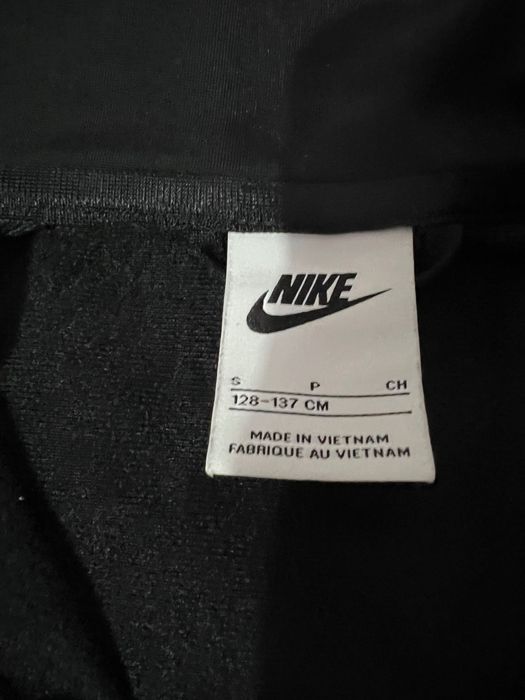 NIKE
S P CH
128-137 CM
MADE IN VIETNAM
FABRIQUE AU VIETNAM